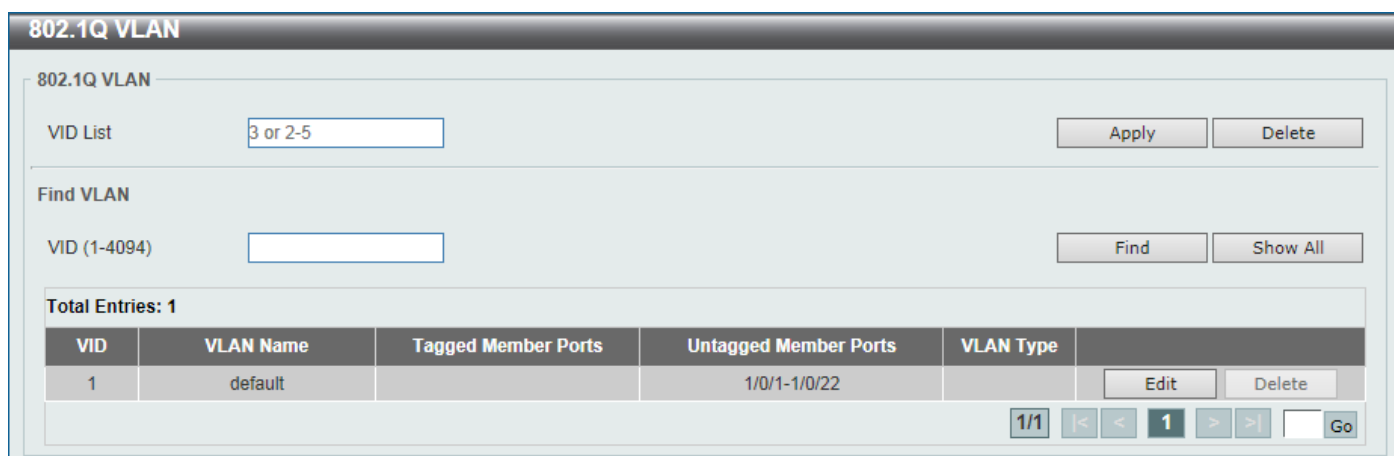 802.1Q VLAN
802.1Q VLAN
VID List 3 or 2-5 Apply Delete
Find VLAN
VID (1-4094) Find Show All
Total Entries: 1
VID VLAN Name Tagged Member Ports Untagged Member Ports VLAN Type
1 default 1/0/1-1/0/22 Edit Delete
1/1 |< < 1 > >| Go